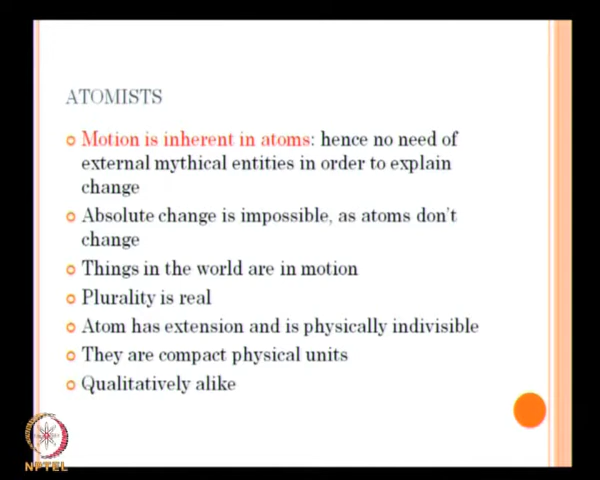 ATOMISTS
Motion is inherent in atoms: hence no need of
external mythical entities in order to explain
change
Absolute change is impossible, as atoms don't
change
Things in the world are in motion
Plurality is real
Atom has extension and is physically indivisible
They are compact physical units
Qualitatively alike
NPTEL